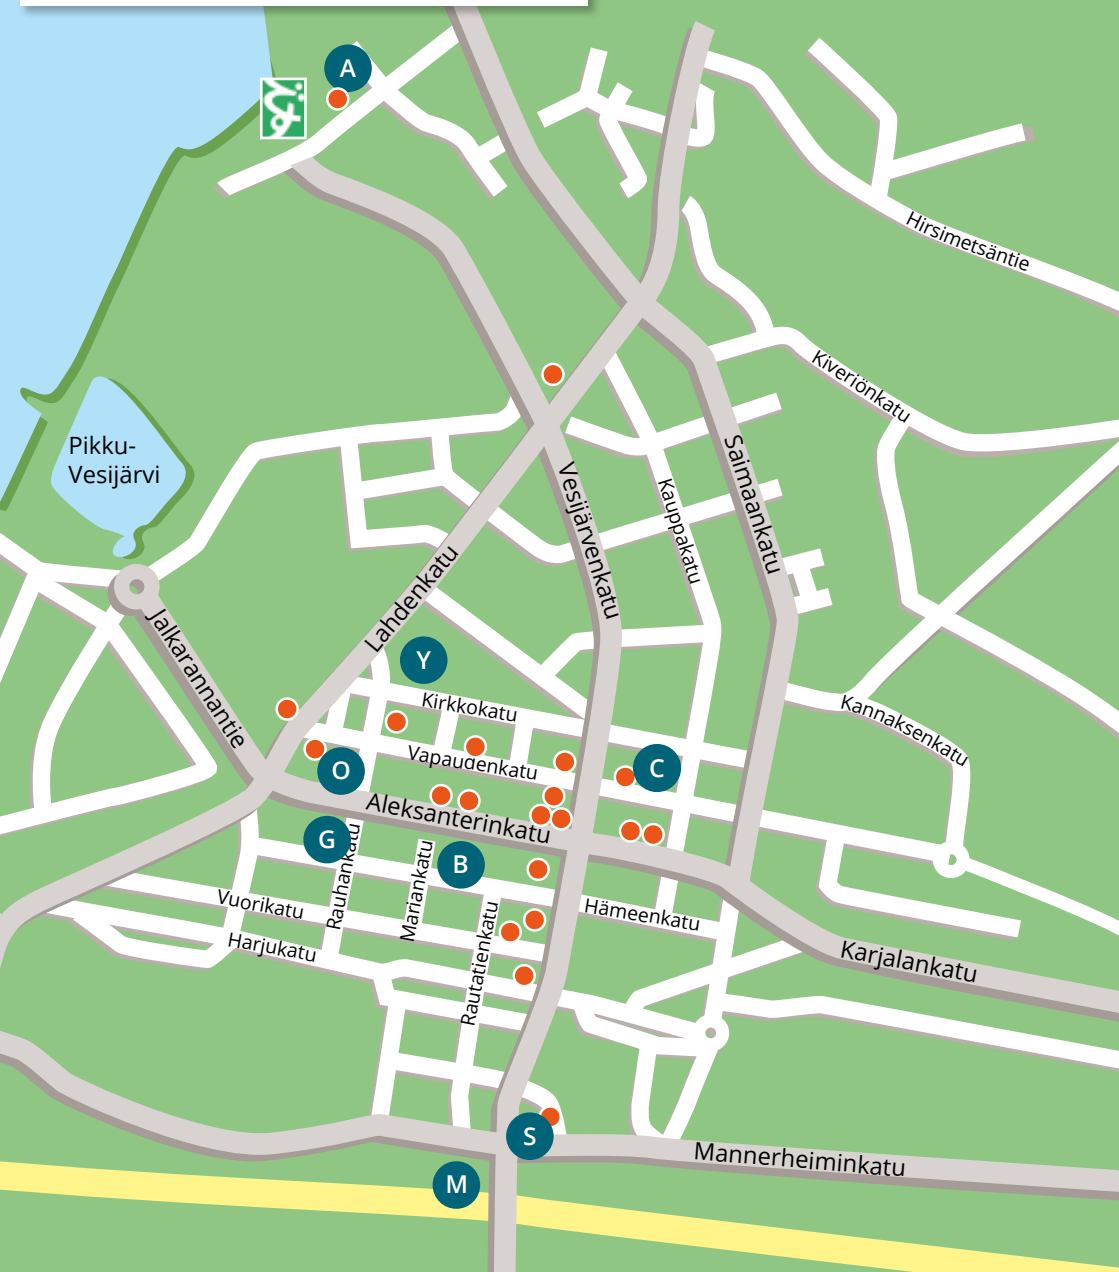 A
Hirsimetsäntie
Kiveriönkatu
Pikku-
Vesijärvi
Saimaankatu
Vesijärvenkatu
Kauppakatu
Lahdenkatu
Jalkarannantie
Y
Kirkkokatu
Kannaksenkatu
Vapaudenkatu
O
C
Aleksanterinkatu
G
B
Rauhankatu
Mariankatu
Vuorikatu
Hämeenkatu
Harjukatu
Rautatienkatu
Karjalankatu
S
Mannerheiminkatu
M